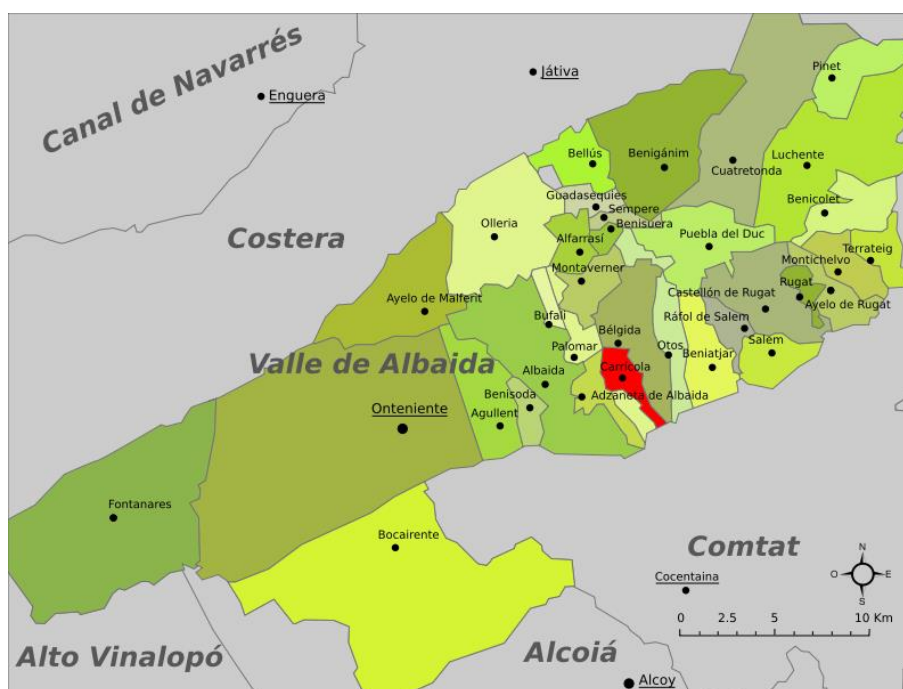 Canal de Navarrés
Enguera
Játiva
Pinet
Bellús
Benigánim
Cuatretonda
Luchente
Guadasequies
Sempere
Benisuera
Benicolet
Olleria
Costera
Alfarrasí
Puebla del Duc
Terrateig
Montichelvo
Montaverner
Rugat
Castellón de Rugat
Ayelo de Rugat
Ayelo de Malferit
Bufali
Ráfol de Salem
Bélgida
Palomar
Otos
Beniatjar
Salem
Valle de Albaida
Albaida
Carrícola
Benisoda
Adzaneta de Albaida
Onteniente
Agullent
Fontanares
Bocairente
Comtat
N
O
E
S
Cocentaina
0 2.5 5 10 Km
Alto Vinalopó
Alcoiá
Alcoy